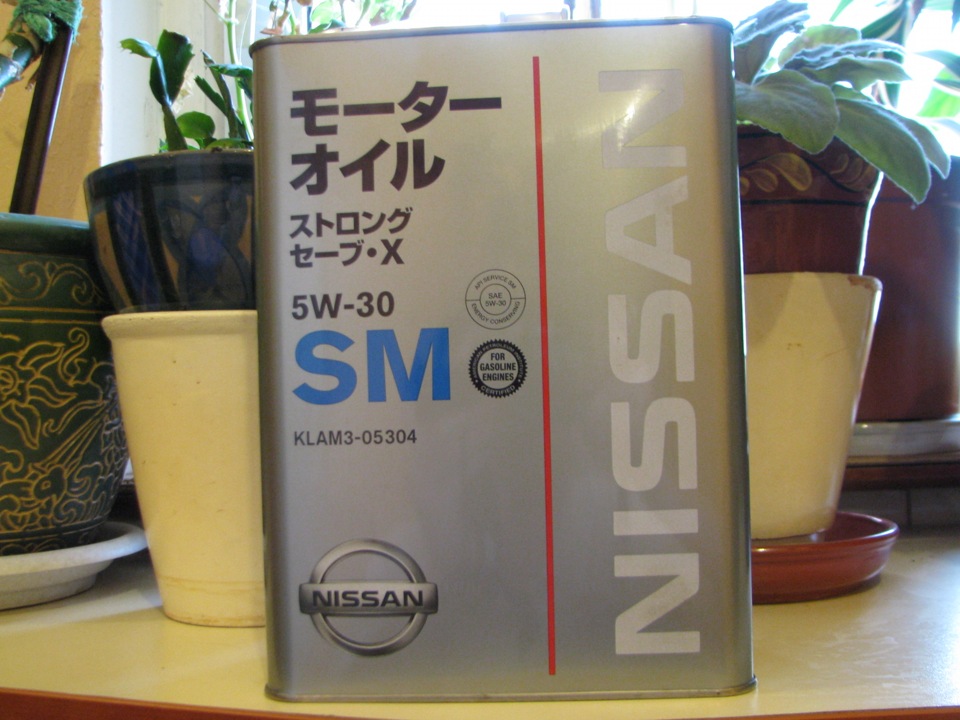 モーター
オイル
ストロング
セーブ・X
5W-30
SM
API SERVICE SM
SAE
5W-30
ENERGY CONSERVING
FOR
GASOLINE
ENGINES
CERTIFIED
KLAM3-05304
NISSAN
NISSAN